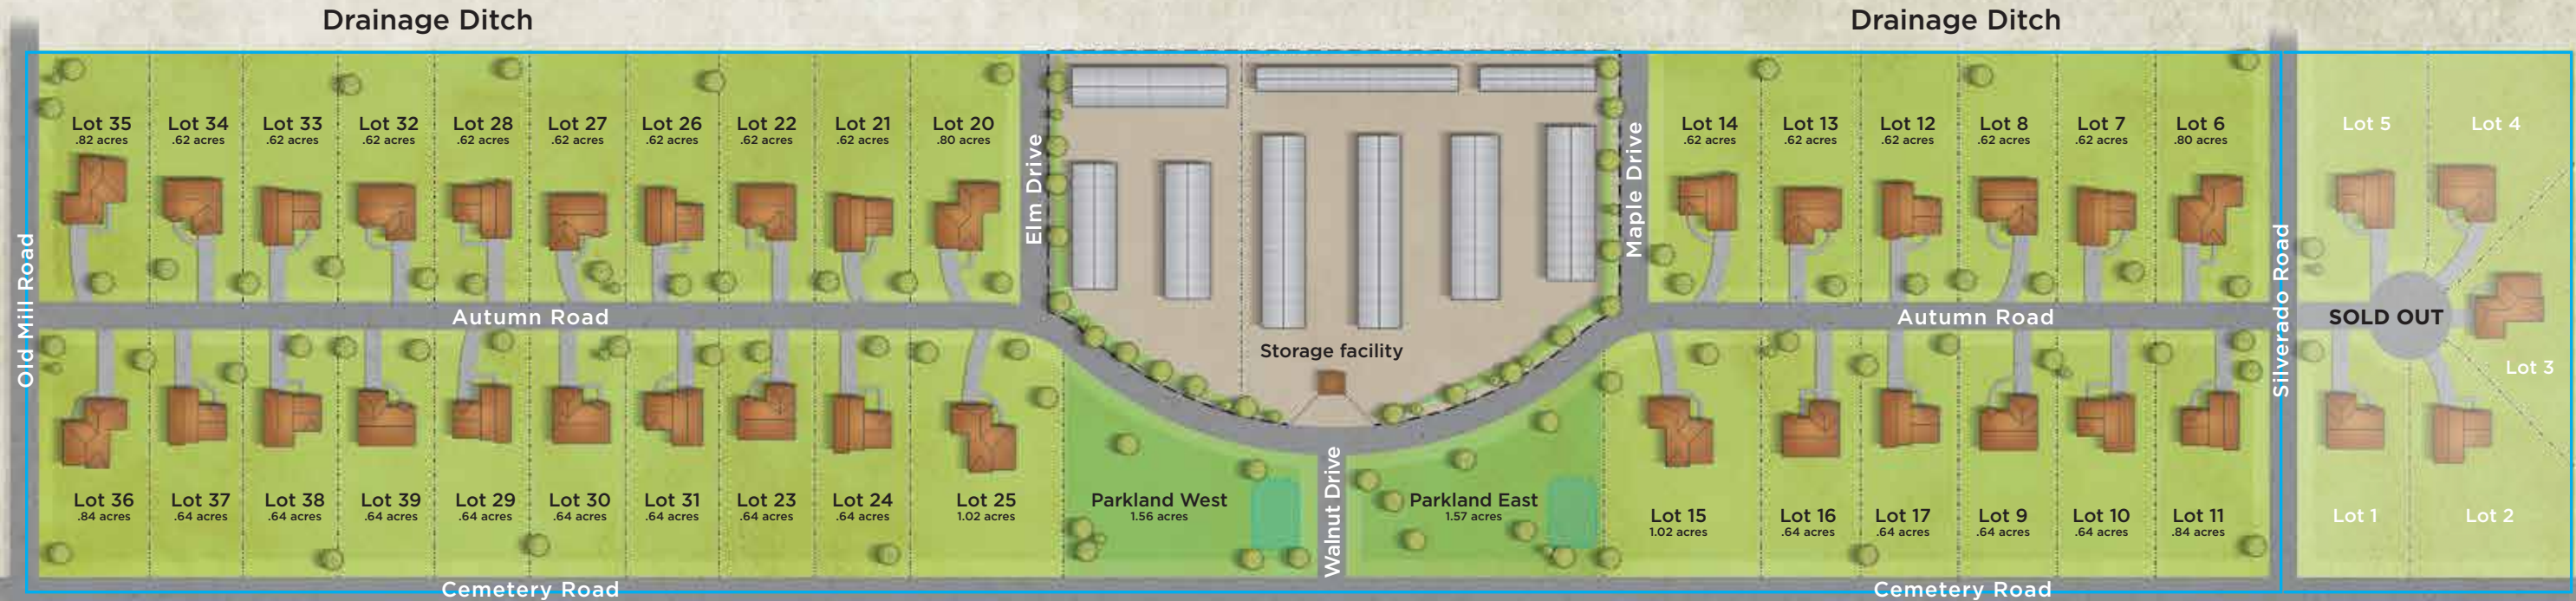 Drainage Ditch
Drainage Ditch
Lot 35
.82 acres
Lot 34
.62 acres
Lot 33
.62 acres
Lot 32
.62 acres
Lot 28
.62 acres
Lot 27
.62 acres
Lot 26
.62 acres
Lot 22
.62 acres
Lot 21
.62 acres
Lot 20
.80 acres
Elm Drive
Maple Drive
Lot 14
.62 acres
Lot 13
.62 acres
Lot 12
.62 acres
Lot 8
.62 acres
Lot 7
.62 acres
Lot 6
.80 acres
Lot 5
Lot 4
Old Mill Road
Autumn Road
Storage facility
Autumn Road
Silverado Road
SOLD OUT
Lot 3
Lot 36
.84 acres
Lot 37
.64 acres
Lot 38
.64 acres
Lot 39
.64 acres
Lot 29
.64 acres
Lot 30
.64 acres
Lot 31
.64 acres
Lot 23
.64 acres
Lot 24
.64 acres
Lot 25
1.02 acres
Parkland West
1.56 acres
Walnut Drive
Parkland East
1.57 acres
Lot 15
1.02 acres
Lot 16
.64 acres
Lot 17
.64 acres
Lot 9
.64 acres
Lot 10
.64 acres
Lot 11
.84 acres
Lot 1
Lot 2
Cemetery Road
Cemetery Road